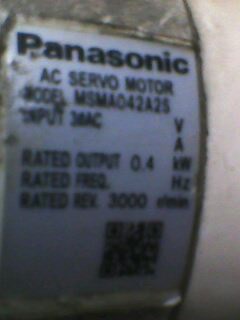 Panasonic
AC SERVO MOTOR
MODEL MSMA042A2S
INPUT 3ØAC V
A
RATED OUTPUT 0.4 kW
RATED FREQ. Hz
RATED REV. 3000 r/min